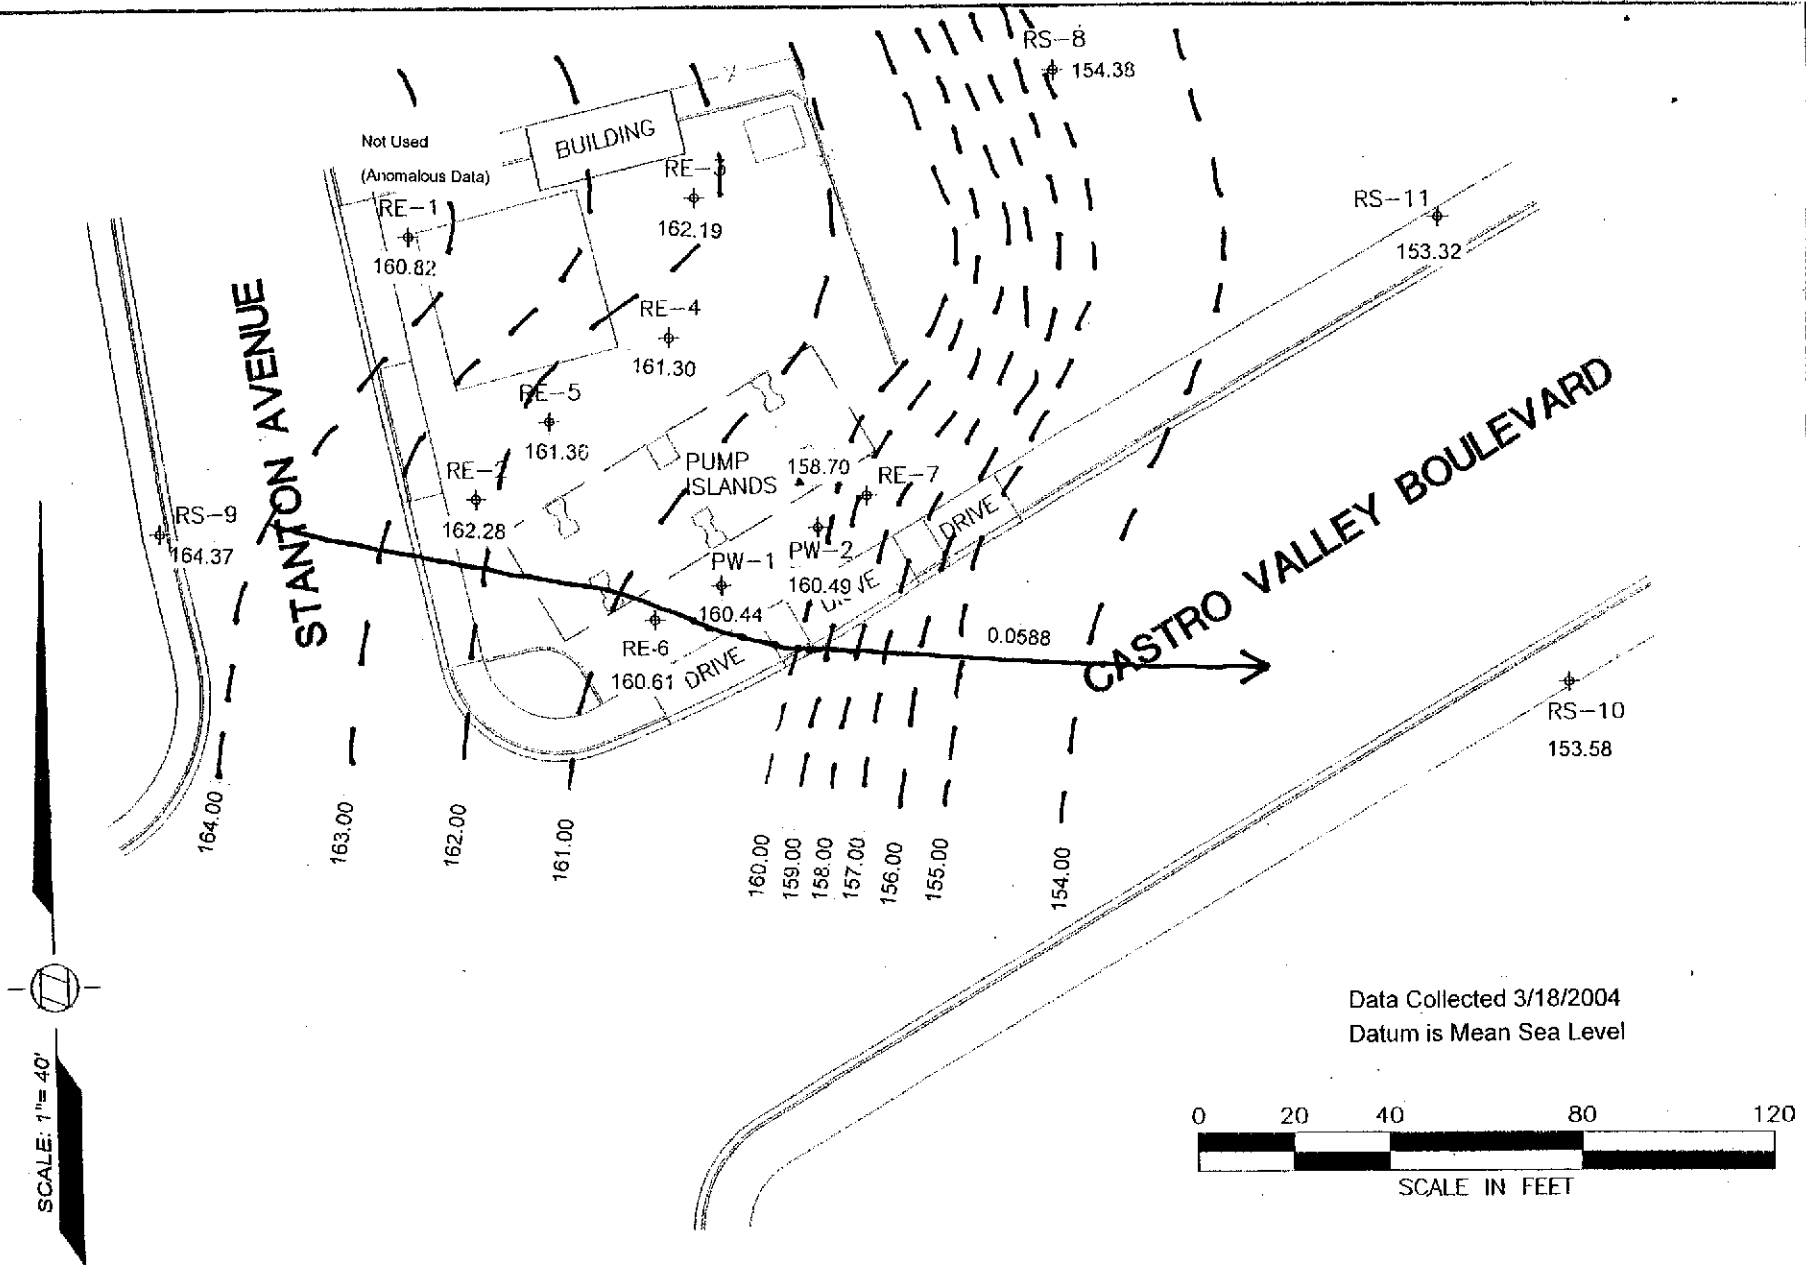 RS-8
154.38
BUILDING
Not Used
(Anomalous Data)
RE-3
162.19
RE-1
160.82
RS-11
153.32
RE-4
161.30
STANTON AVENUE
RE-5
161.36
RE-2
162.28
PUMP
ISLANDS
158.70
RE-7
RS-9
164.37
DRIVE
PW-2
160.49
DRIVE
PW-1
160.44
RE-6
160.61
DRIVE
0.0588
CASTRO VALLEY BOULEVARD
RS-10
153.58
164.00
163.00
162.00
161.00
160.00
159.00
158.00
157.00
156.00
155.00
154.00
Data Collected 3/18/2004
Datum is Mean Sea Level
SCALE: 1"= 40'
0 20 40 80 120
SCALE IN FEET